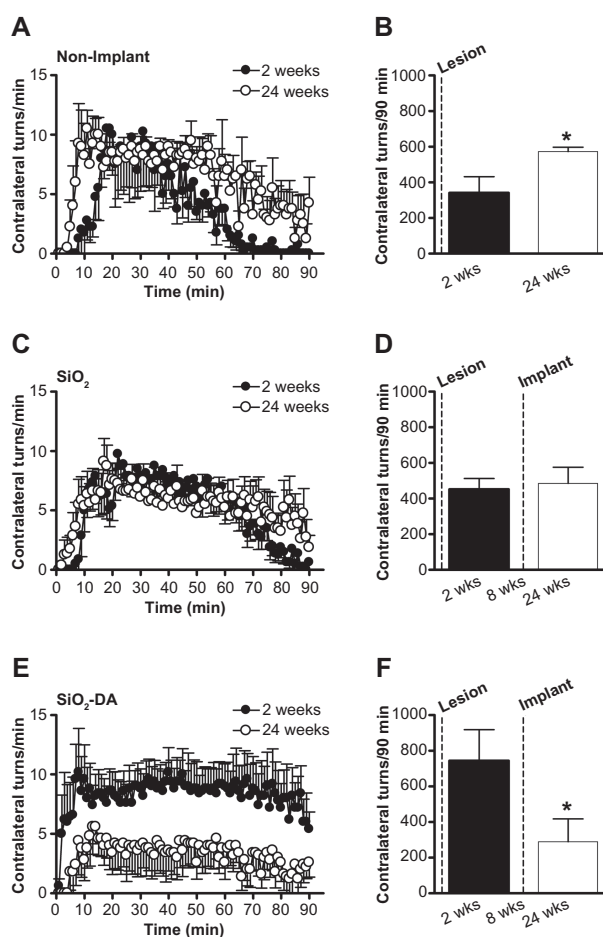 A
Non-Implant
2 weeks
24 weeks
Contralateral turns/min
15
10
5
0
0 10 20 30 40 50 60 70 80 90
Time (min)
B
Lesion
Contralateral turns/90 min
1000
800
600
400
200
0
*
2 wks 24 wks
C
SiO₂
2 weeks
24 weeks
Contralateral turns/min
15
10
5
0
0 10 20 30 40 50 60 70 80 90
Time (min)
D
Lesion Implant
Contralateral turns/90 min
1000
800
600
400
200
0
2 wks 8 wks 24 wks
E
SiO₂-DA
2 weeks
24 weeks
Contralateral turns/min
15
10
5
0
0 10 20 30 40 50 60 70 80 90
Time (min)
F
Lesion Implant
Contralateral turns/90 min
1000
800
600
400
200
0
*
2 wks 8 wks 24 wks